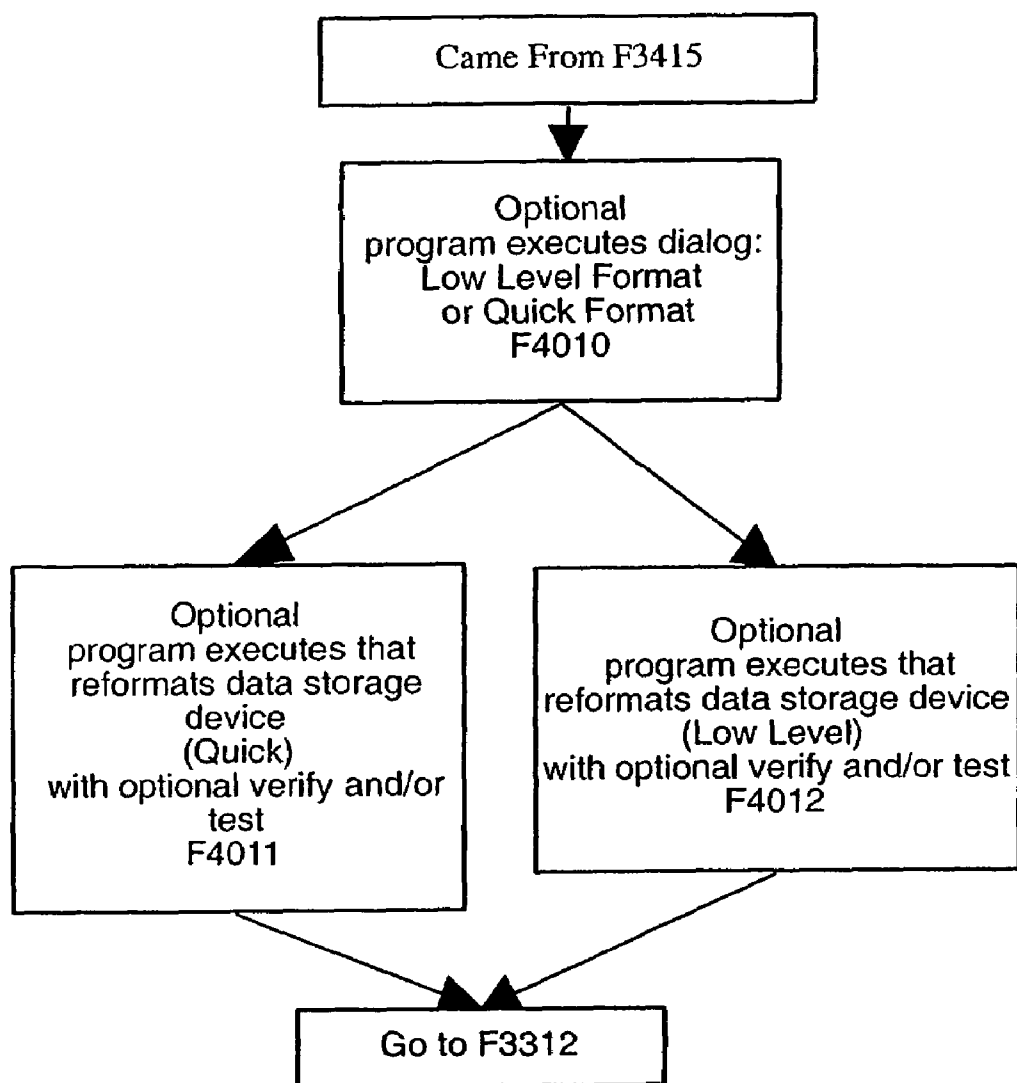 Came From F3415
Optional
program executes dialog:
Low Level Format
or Quick Format
F4010
Optional
program executes that
reformats data storage
device
(Quick)
with optional verify and/or
test
F4011
Optional
program executes that
reformats data storage device
(Low Level)
with optional verify and/or test
F4012
Go to F3312